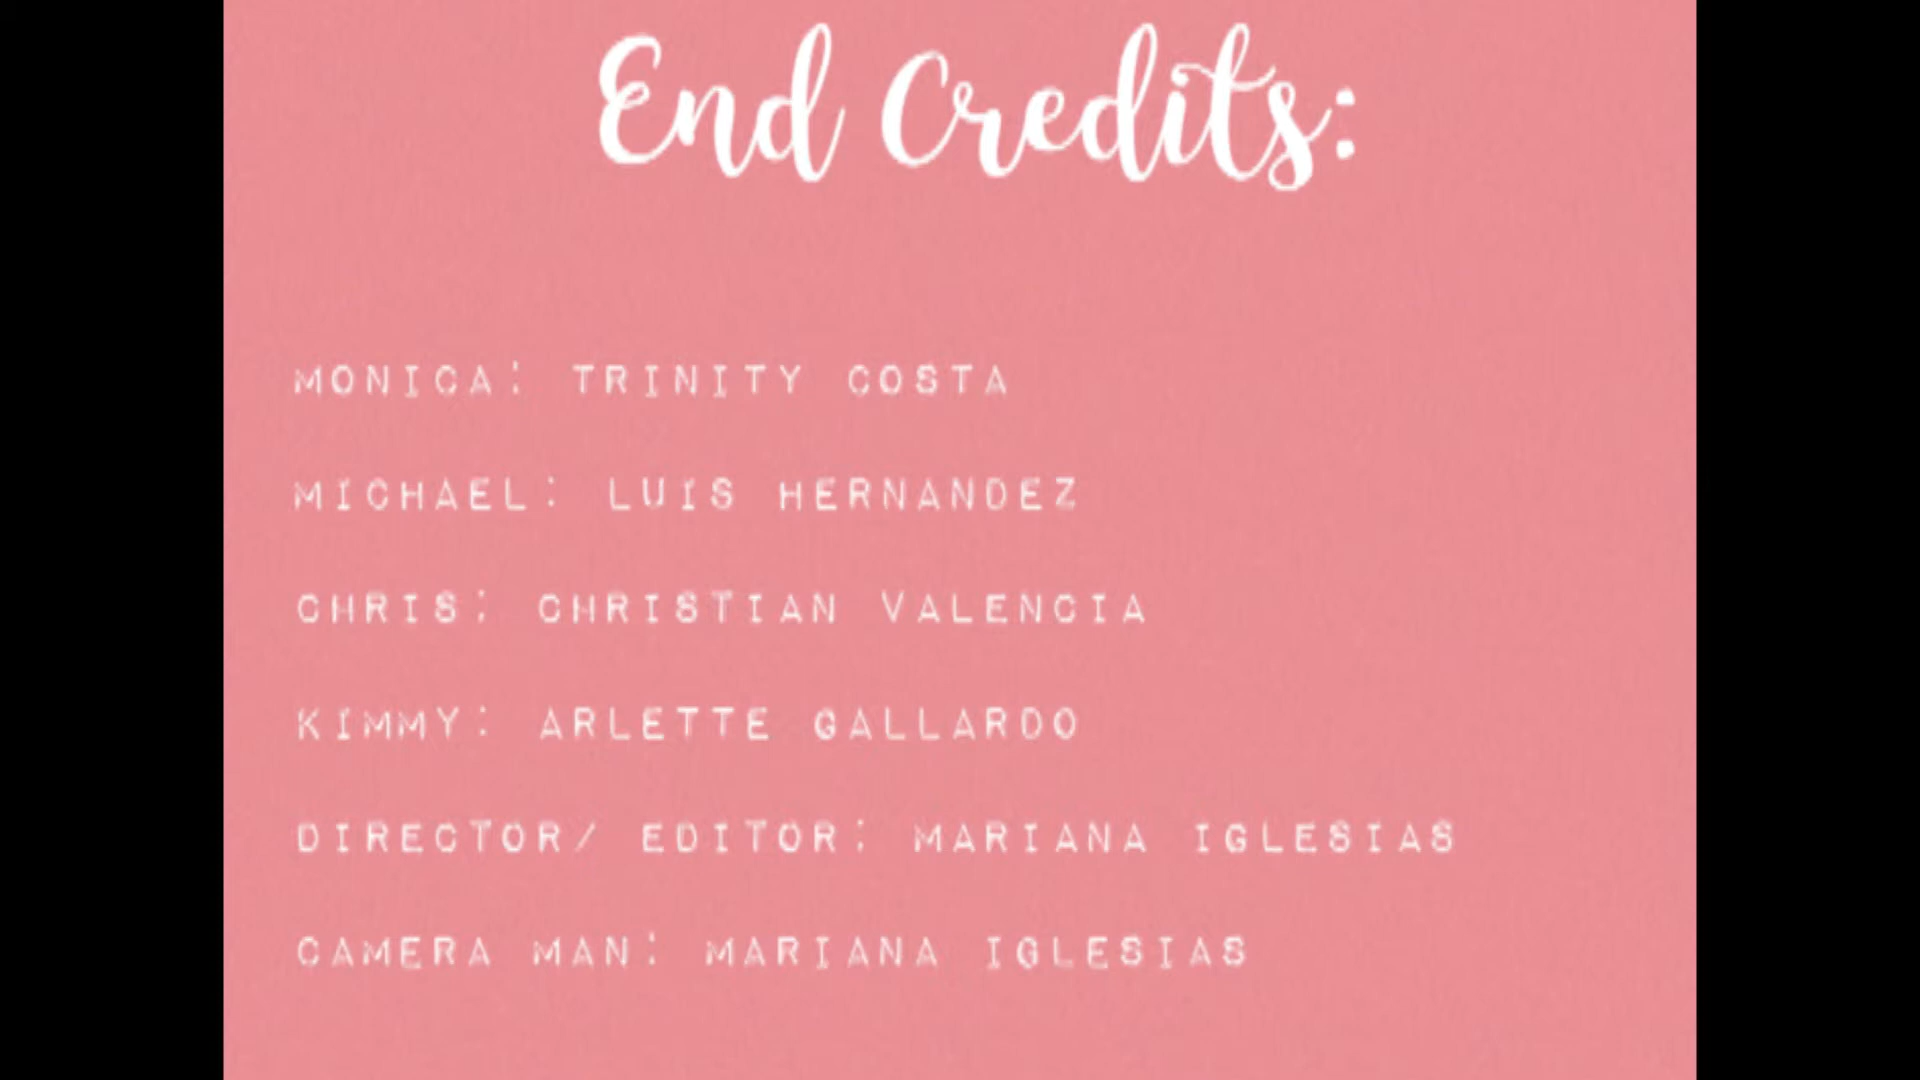 End Credits:
MONICA: TRINITY COSTA
MICHAEL: LUIS HERNANDEZ
CHRIS: CHRISTIAN VALENCIA
KIMMY: ARLETTE GALLARDO
DIRECTOR/ EDITOR: MARIANA IGLESIAS
CAMERA MAN: MARIANA IGLESIAS